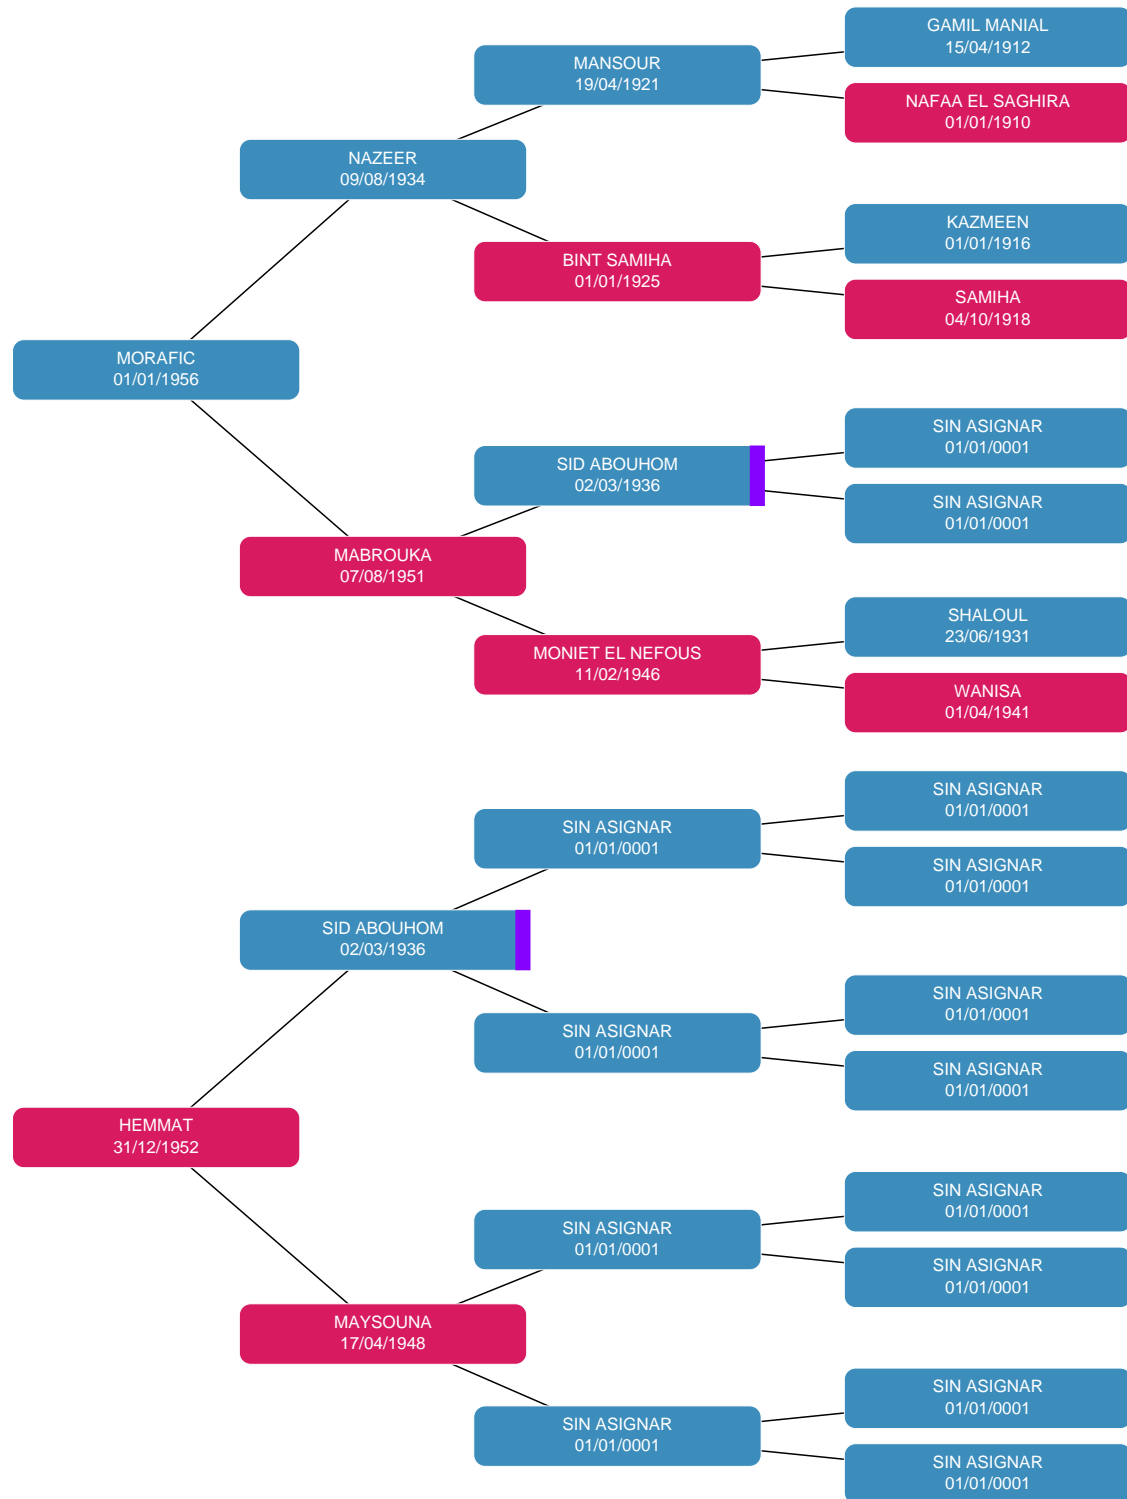 GAMIL MANIAL
15/04/1912
MANSOUR
19/04/1921
NAFAA EL SAGHIRA
01/01/1910
NAZEER
09/08/1934
KAZMEEN
01/01/1916
BINT SAMIHA
01/01/1925
SAMIHA
04/10/1918
MORAFIC
01/01/1956
SIN ASIGNAR
01/01/0001
SID ABOUHOM
02/03/1936
SIN ASIGNAR
01/01/0001
MABROUKA
07/08/1951
SHALOUL
23/06/1931
MONIET EL NEFOUS
11/02/1946
WANISA
01/04/1941
SIN ASIGNAR
01/01/0001
SIN ASIGNAR
01/01/0001
SIN ASIGNAR
01/01/0001
SID ABOUHOM
02/03/1936
SIN ASIGNAR
01/01/0001
SIN ASIGNAR
01/01/0001
SIN ASIGNAR
01/01/0001
HEMMAT
31/12/1952
SIN ASIGNAR
01/01/0001
SIN ASIGNAR
01/01/0001
SIN ASIGNAR
01/01/0001
MAYSOUNA
17/04/1948
SIN ASIGNAR
01/01/0001
SIN ASIGNAR
01/01/0001
SIN ASIGNAR
01/01/0001